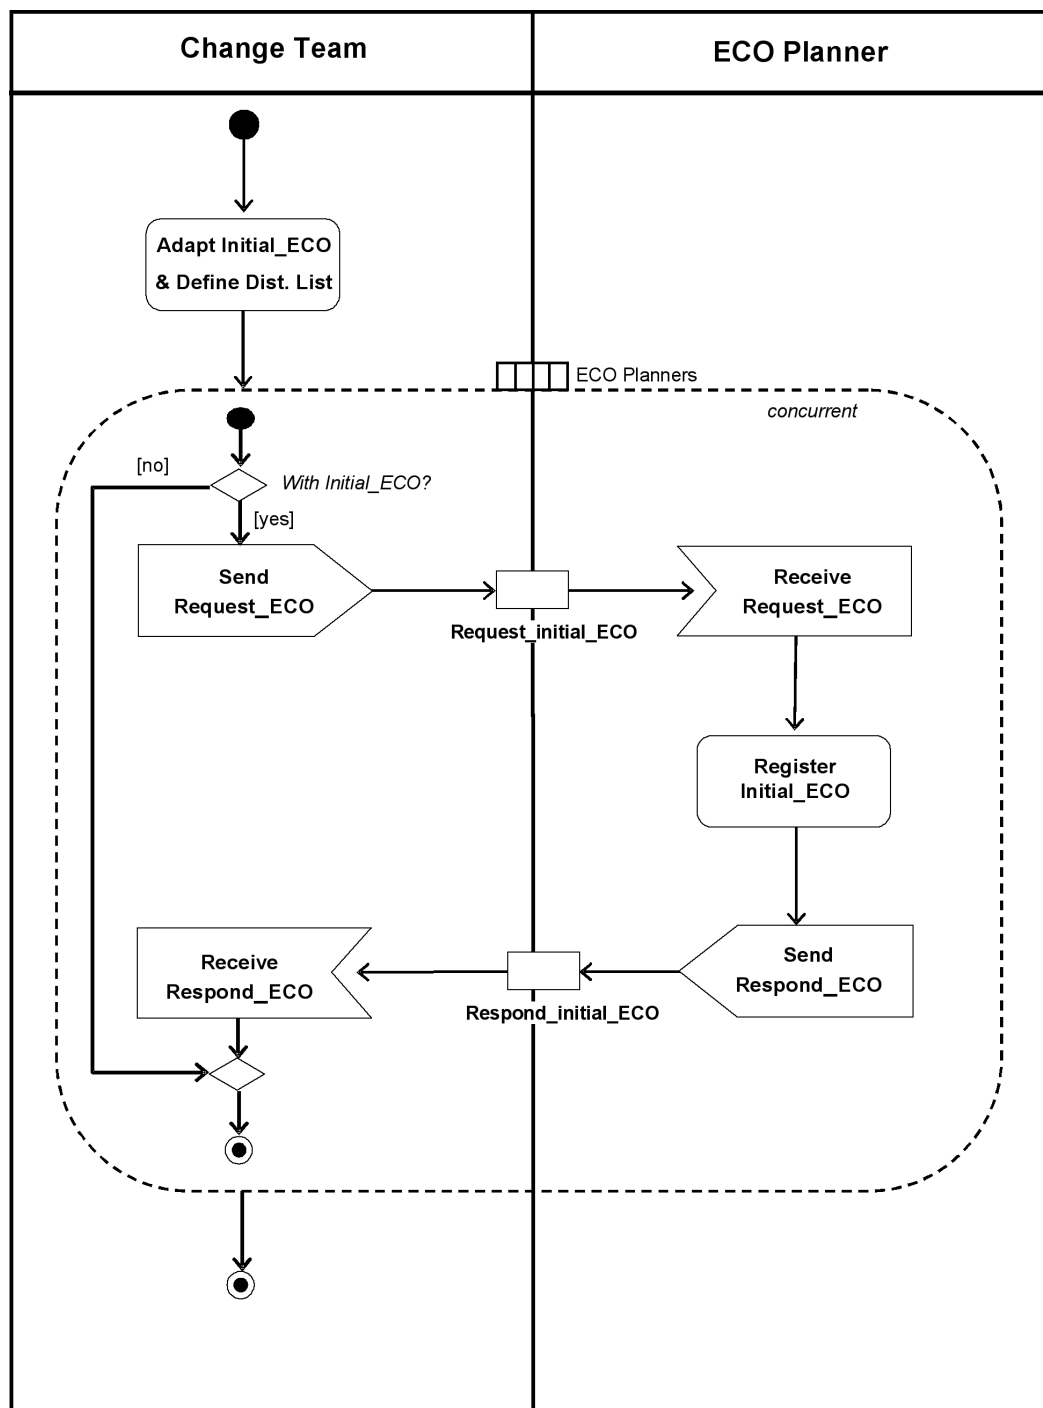 Change Team
ECO Planner
Adapt Initial_ECO
& Define Dist. List
ECO Planners
concurrent
[no]
With Initial_ECO?
[yes]
Send
Request_ECO
Receive
Request_ECO
Request_initial_ECO
Register
Initial_ECO
Receive
Respond_ECO
Send
Respond_ECO
Respond_initial_ECO